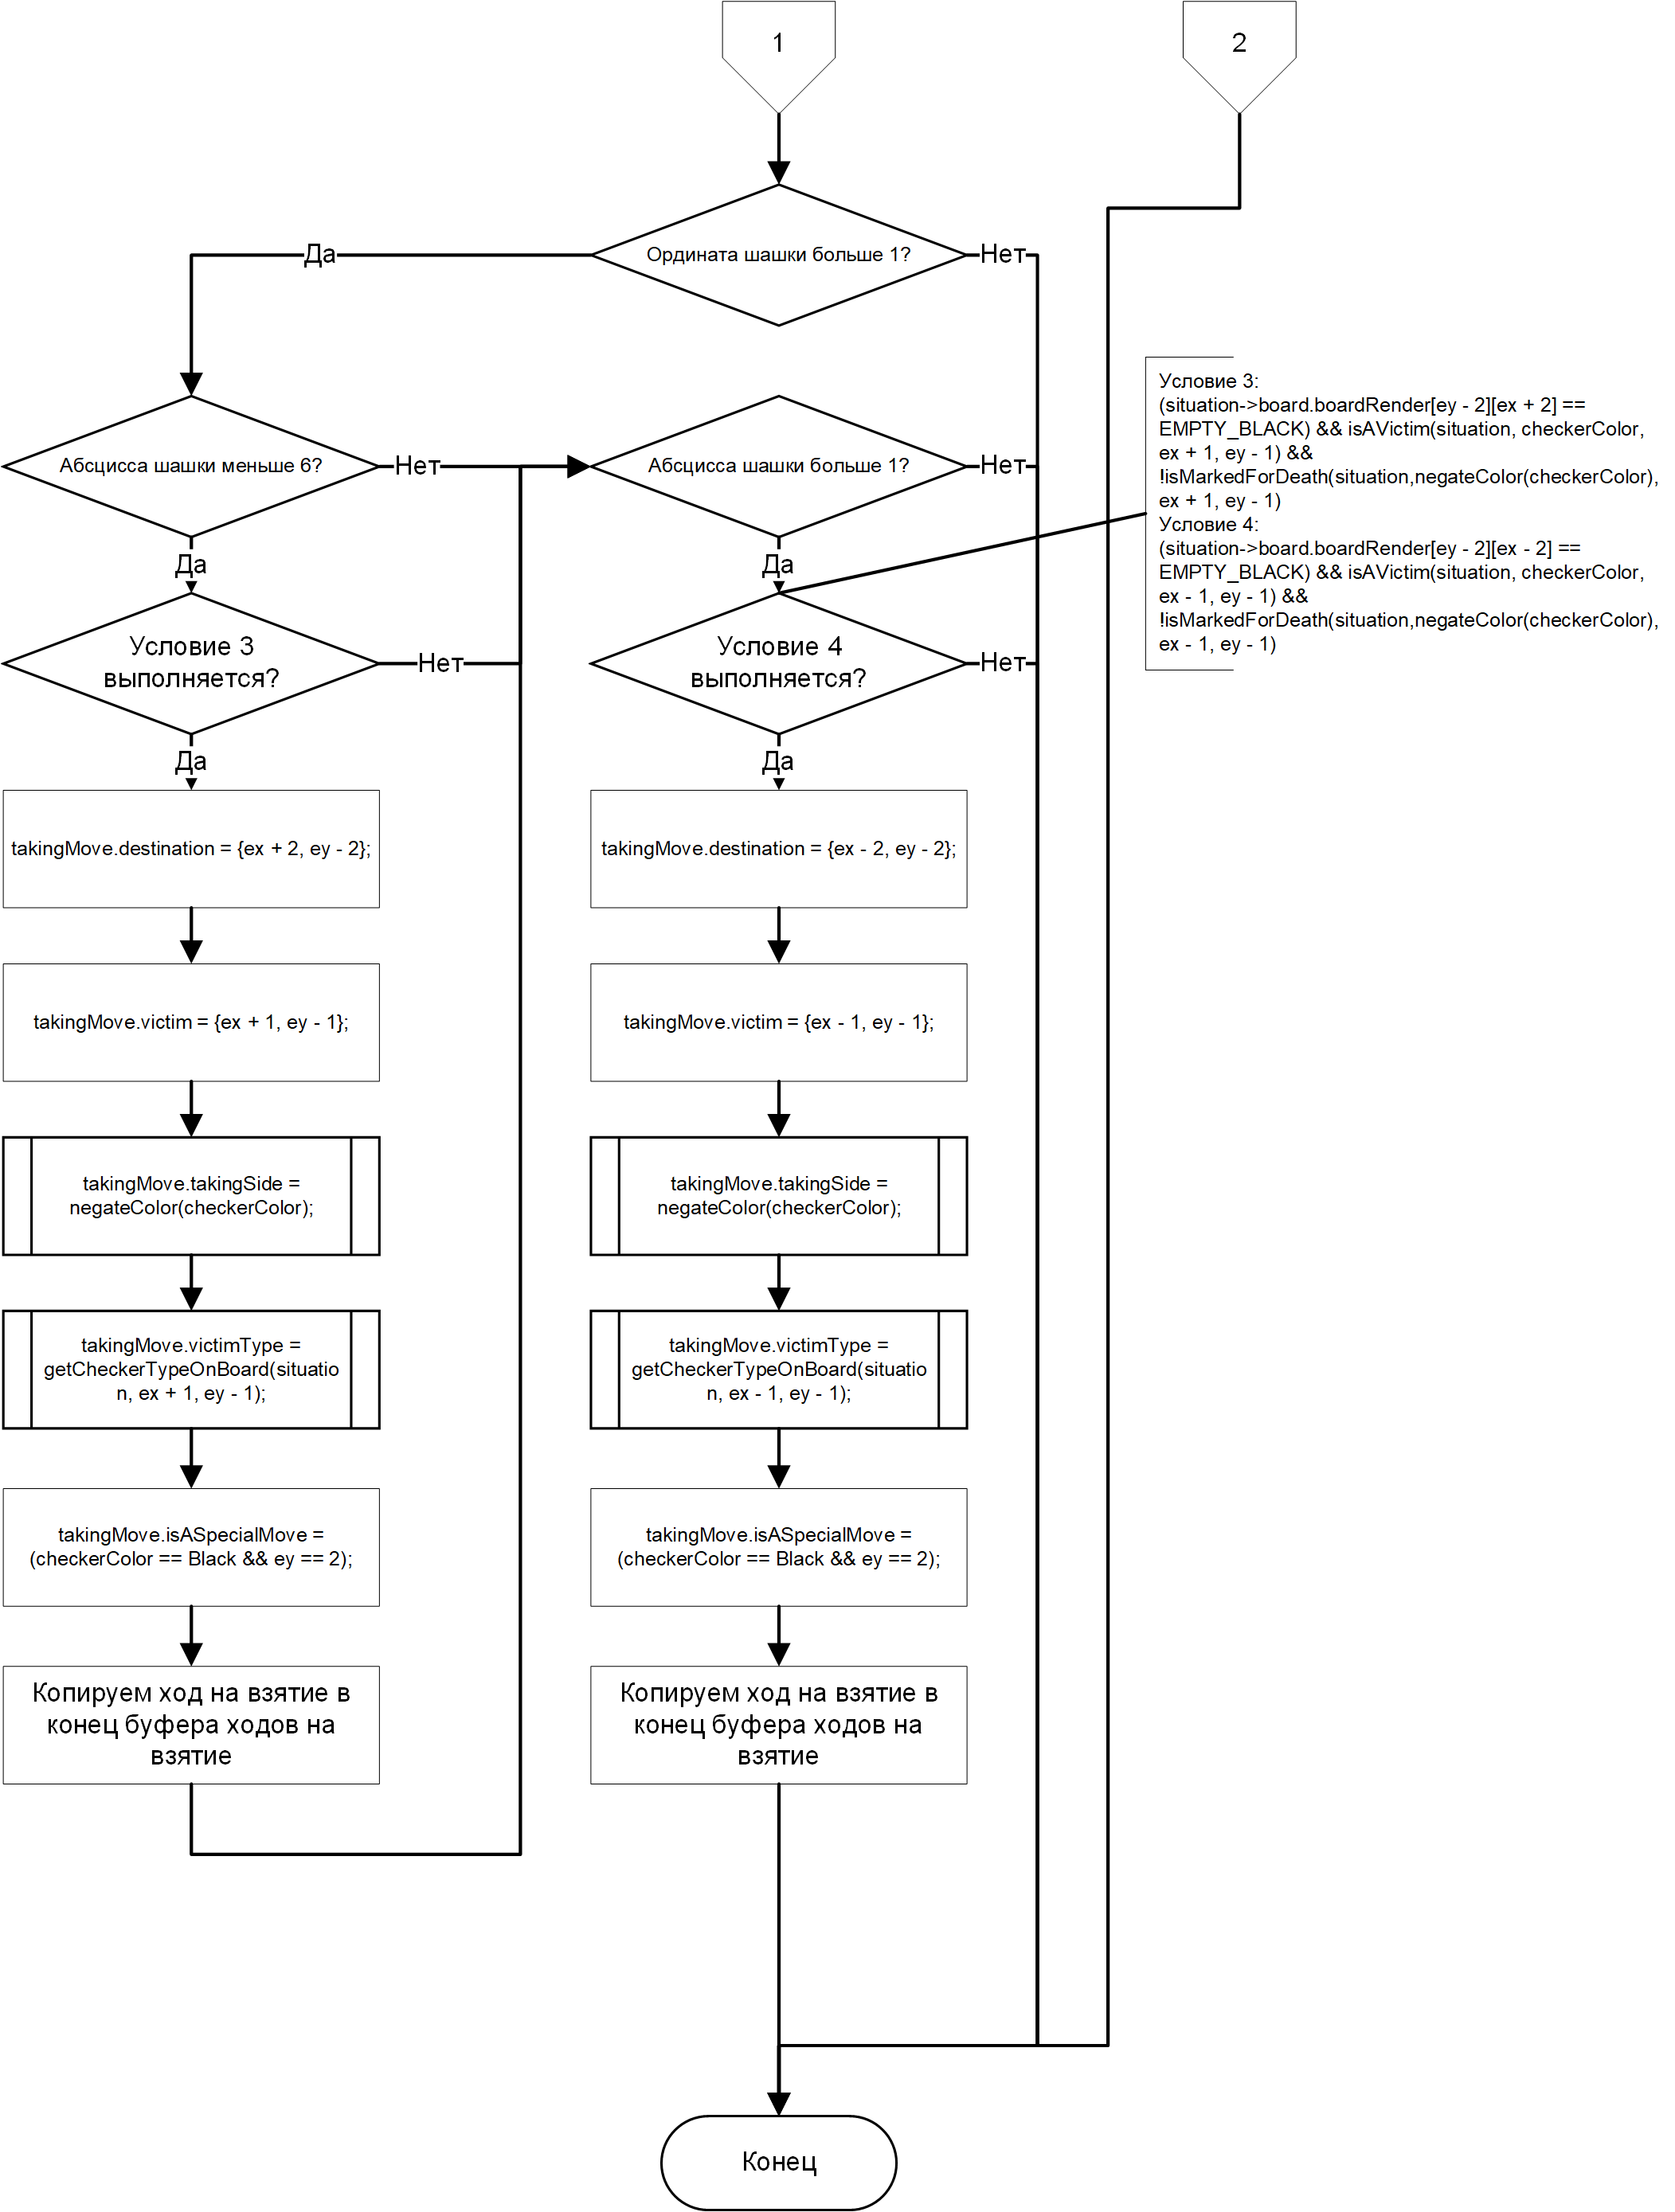 1
2
Ордината шашки больше 1?
Да
Нет
Абсцисса шашки меньше 6?
Нет
Абсцисса шашки больше 1?
Нет
Условие 3:
(situation->board.boardRender[ey - 2][ex + 2] ==
EMPTY_BLACK) && isAVictim(situation, checkerColor,
ex + 1, ey - 1) &&
!isMarkedForDeath(situation,negateColor(checkerColor),
ex + 1, ey - 1)
Условие 4:
(situation->board.boardRender[ey - 2][ex - 2] ==
EMPTY_BLACK) && isAVictim(situation, checkerColor,
ex - 1, ey - 1) &&
!isMarkedForDeath(situation,negateColor(checkerColor),
ex - 1, ey - 1)
Да
Да
Условие 3
выполняется?
Нет
Условие 4
выполняется?
Нет
Да
Да
takingMove.destination = {ex + 2, ey - 2};
takingMove.destination = {ex - 2, ey - 2};
takingMove.victim = {ex + 1, ey - 1};
takingMove.victim = {ex - 1, ey - 1};
takingMove.takingSide =
negateColor(checkerColor);
takingMove.takingSide =
negateColor(checkerColor);
takingMove.victimType =
getCheckerTypeOnBoard(situatio
n, ex + 1, ey - 1);
takingMove.victimType =
getCheckerTypeOnBoard(situatio
n, ex - 1, ey - 1);
takingMove.isASpecialMove =
(checkerColor == Black && ey == 2);
takingMove.isASpecialMove =
(checkerColor == Black && ey == 2);
Копируем ход на взятие в
конец буфера ходов на
взятие
Копируем ход на взятие в
конец буфера ходов на
взятие
Конец